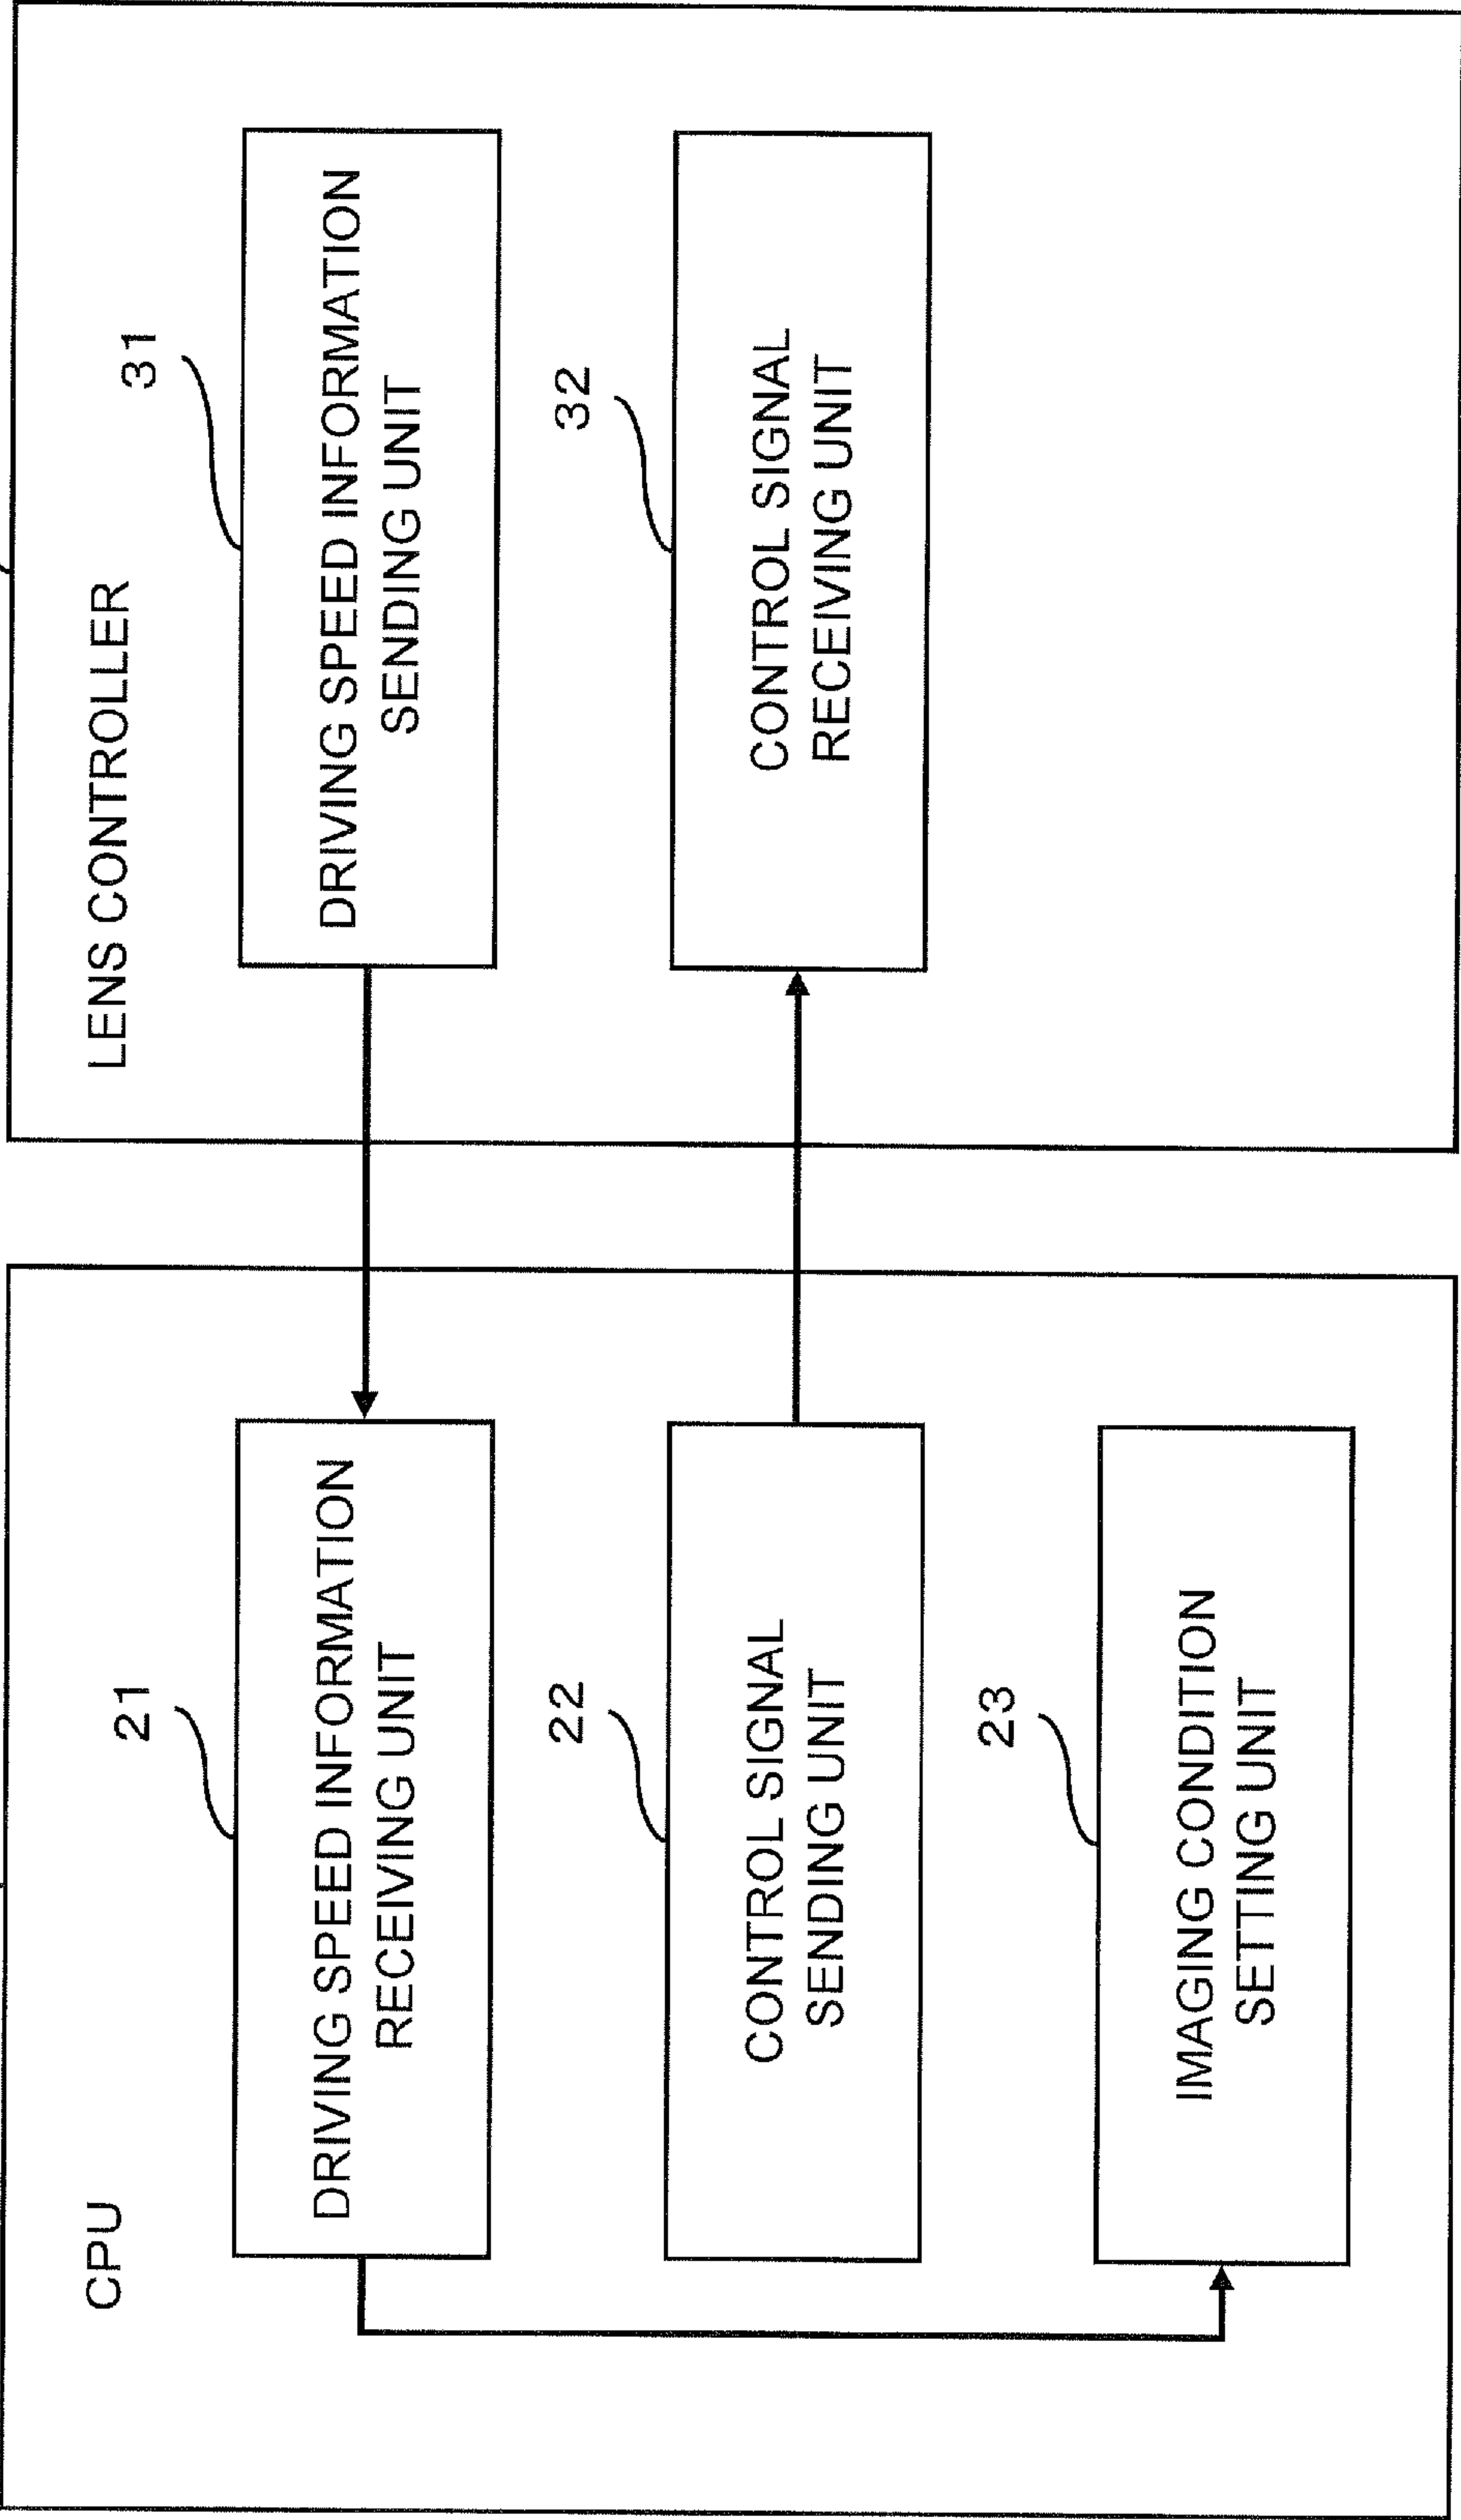 CPU
21
DRIVING SPEED INFORMATION
RECEIVING UNIT
22
CONTROL SIGNAL
SENDING UNIT
23
IMAGING CONDITION
SETTING UNIT
LENS CONTROLLER
31
DRIVING SPEED INFORMATION
SENDING UNIT
32
CONTROL SIGNAL
RECEIVING UNIT